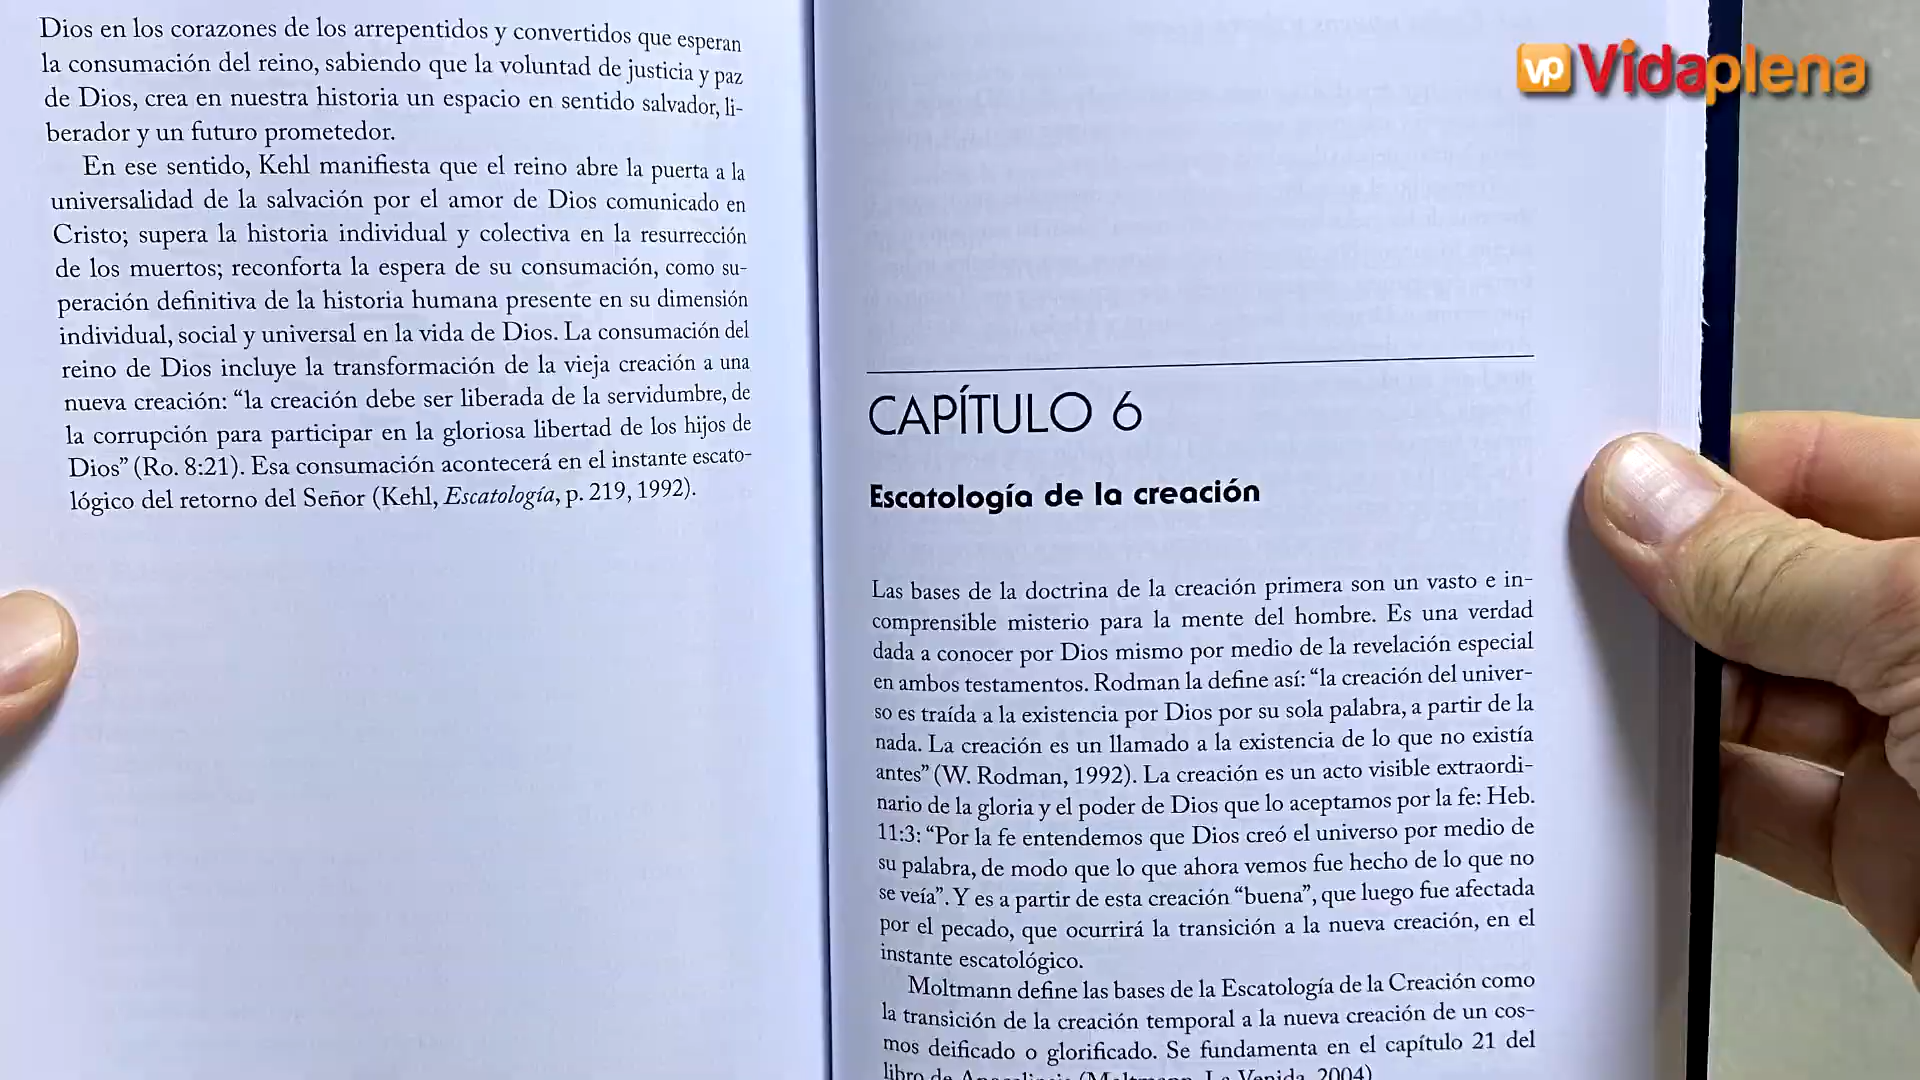 Dios en los corazones de los arrepentidos y convertidos que esperan
la consumación del reino, sabiendo que la voluntad de justicia y paz
de Dios, crea en nuestra historia un espacio en sentido salvador, li-
berador y un futuro prometedor.
En ese sentido, Kehl manifiesta que el reino abre la puerta a la
universalidad de la salvación por el amor de Dios comunicado en
Cristo; supera la historia individual y colectiva en la resurrección
de los muertos; reconforta la espera de su consumación, como su-
peración definitiva de la historia humana presente en su dimensión
individual, social y universal en la vida de Dios. La consumación del
reino de Dios incluye la transformación de la vieja creación a una
nueva creación: “la creación debe ser liberada de la servidumbre, de
la corrupción para participar en la gloriosa libertad de los hijos de
Dios” (Ro. 8:21). Esa consumación acontecerá en el instante escato-
lógico del retorno del Señor (Kehl, Escatología, p. 219, 1992).
vp Vidaplena
CAPÍTULO 6
Escatología de la creación
Las bases de la doctrina de la creación primera son un vasto e in-
comprensible misterio para la mente del hombre. Es una verdad
dada a conocer por Dios mismo por medio de la revelación especial
en ambos testamentos. Rodman la define así: “la creación del univer-
so es traída a la existencia por Dios por su sola palabra, a partir de la
nada. La creación es un llamado a la existencia de lo que no existía
antes” (W. Rodman, 1992). La creación es un acto visible extraordi-
nario de la gloria y el poder de Dios que lo aceptamos por la fe: Heb.
11:3: “Por la fe entendemos que Dios creó el universo por medio de
su palabra, de modo que lo que ahora vemos fue hecho de lo que no
se veía”. Y es a partir de esta creación “buena”, que luego fue afectada
por el pecado, que ocurrirá la transición a la nueva creación, en el
instante escatológico.
Moltmann define las bases de la Escatología de la Creación como
la transición de la creación temporal a la nueva creación de un cos-
mos deificado o glorificado. Se fundamenta en el capítulo 21 del
libro de Apocalipsis (Moltmann, La Venida, 2004)